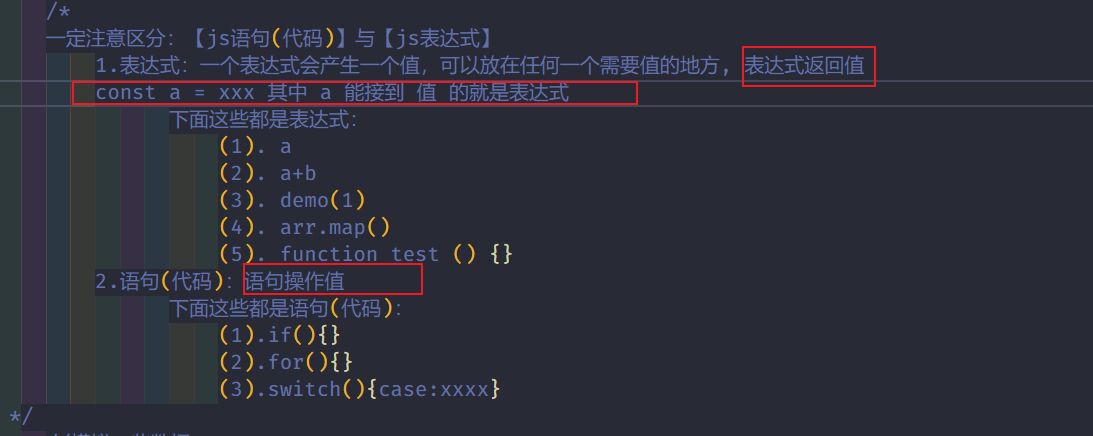 /*
一定注意区分：【js语句(代码)】与【js表达式】
1.表达式：一个表达式会产生一个值，可以放在任何一个需要值的地方, 表达式返回值
const a = xxx 其中 a 能接到 值 的就是表达式
下面这些都是表达式：
(1). a
(2). a+b
(3). demo(1)
(4). arr.map()
(5). function test () {}
2.语句(代码)：语句操作值
下面这些都是语句(代码)：
(1).if(){}
(2).for(){}
(3).switch(){case:xxxx}
*/